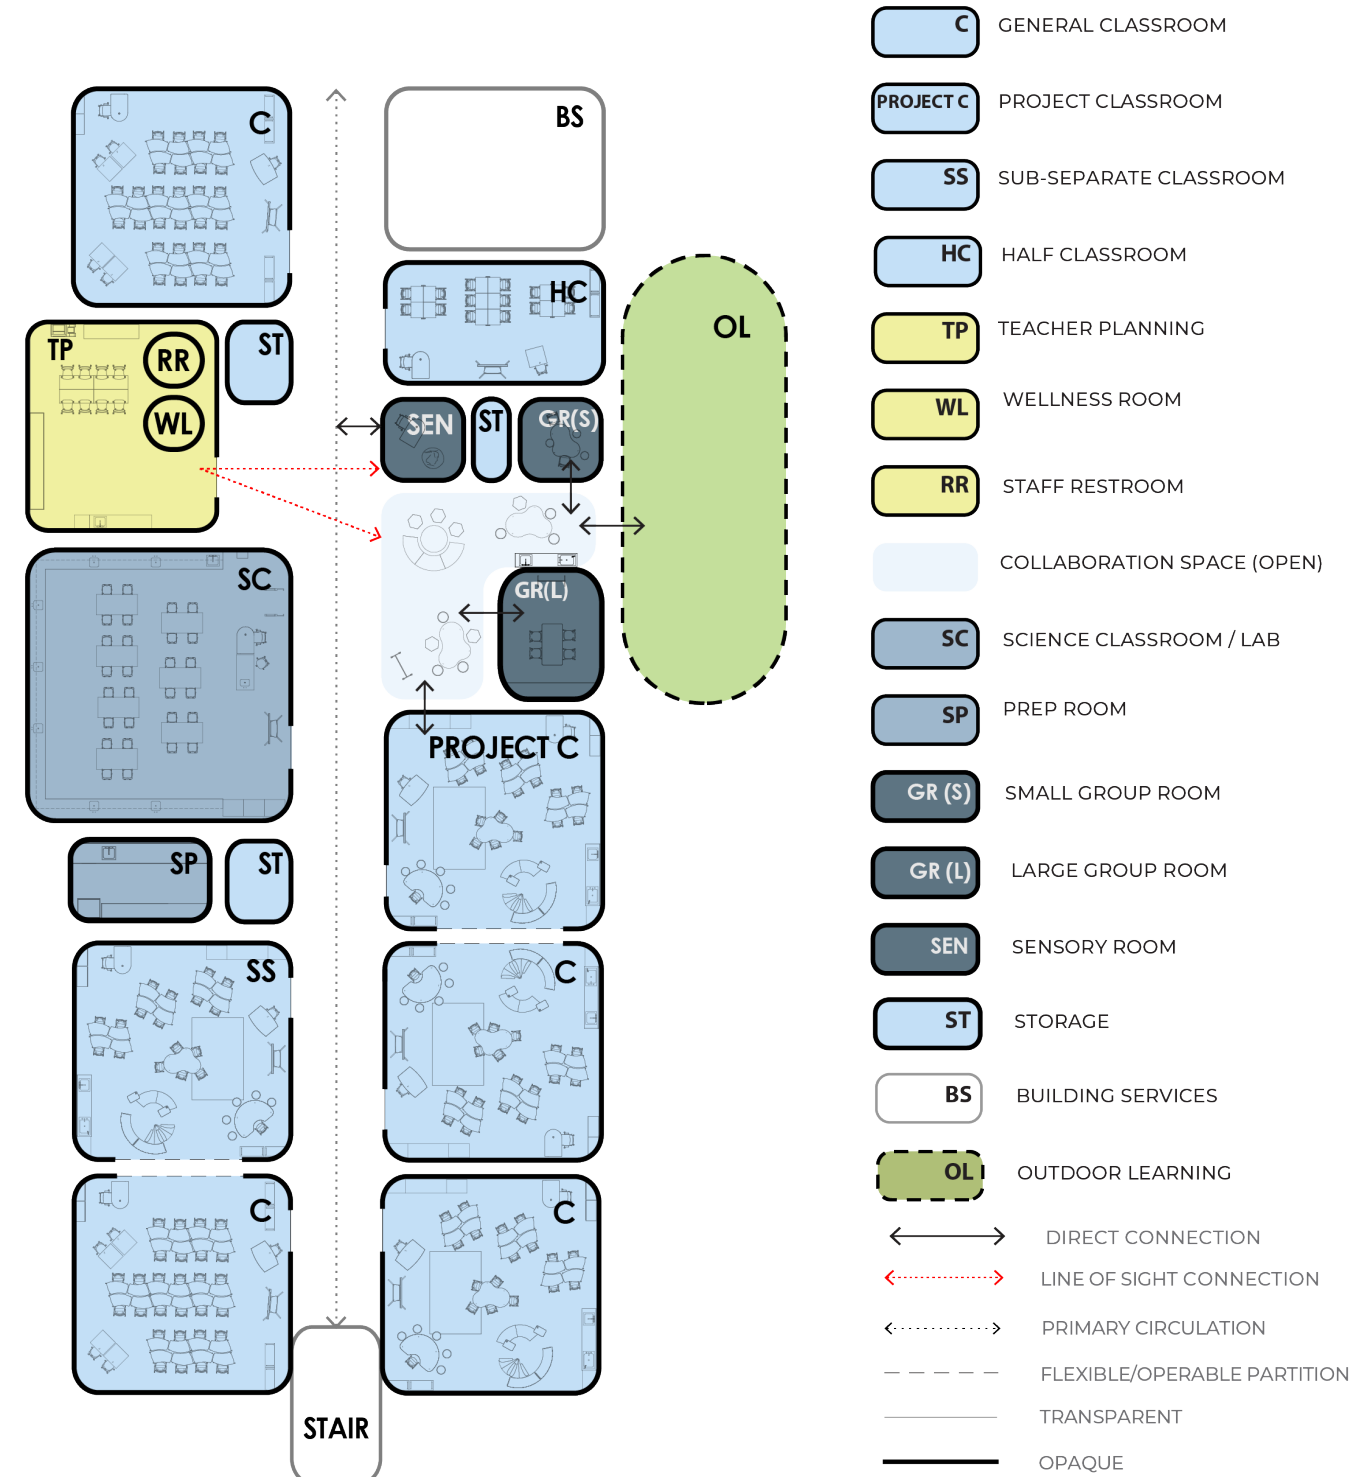 C
BS
HC
TP
RR
WL
ST
OL
SEN
ST
GR(S)
SC
GR(L)
PROJECT C
SP
ST
SS
C
C
C
STAIR
C GENERAL CLASSROOM
PROJECT C PROJECT CLASSROOM
SS SUB-SEPARATE CLASSROOM
HC HALF CLASSROOM
TP TEACHER PLANNING
WL WELLNESS ROOM
RR STAFF RESTROOM
COLLABORATION SPACE (OPEN)
SC SCIENCE CLASSROOM / LAB
SP PREP ROOM
GR (S) SMALL GROUP ROOM
GR (L) LARGE GROUP ROOM
SEN SENSORY ROOM
ST STORAGE
BS BUILDING SERVICES
OL OUTDOOR LEARNING
DIRECT CONNECTION
LINE OF SIGHT CONNECTION
PRIMARY CIRCULATION
FLEXIBLE/OPERABLE PARTITION
TRANSPARENT
OPAQUE